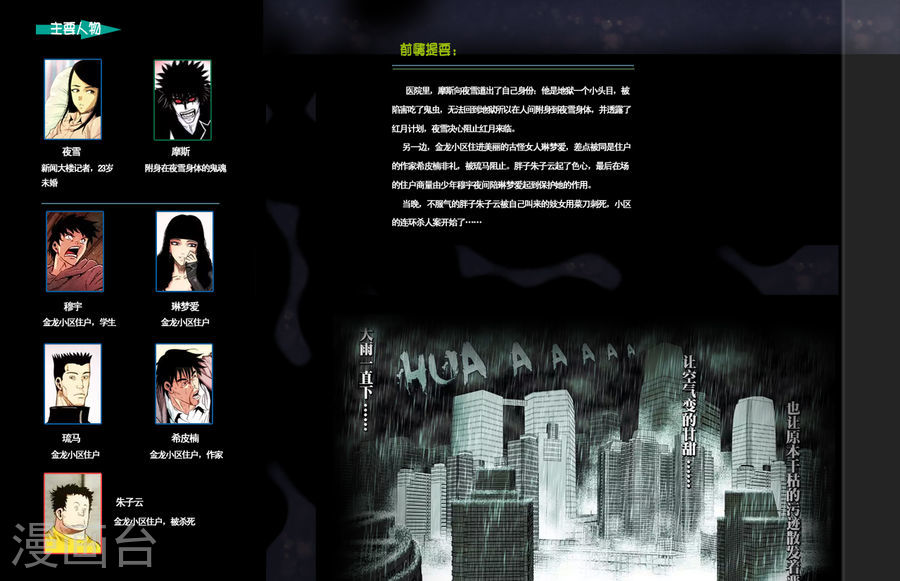 主要人物
夜雪
新闻大楼记者，23岁
未婚
摩斯
附身在夜雪身体的鬼魂
穆宇
金龙小区住户，学生
琳梦爱
金龙小区住户
琉马
金龙小区住户
希皮楠
金龙小区住户，作家
朱子云
金龙小区住户，被杀死
前情提要：
医院里，摩斯向夜雪道出了自己身份：他是地狱一个小头目，被
陷害吃了鬼虫，无法回到地狱所以在人间附身到夜雪身体，并透露了
红月计划，夜雪决心阻止红月来临。
另一边，金龙小区住进美丽的古怪女人琳梦爱，差点被同是住户
的作家希皮楠非礼，被琉马阻止。胖子朱子云起了色心，最后在场
的住户商量由少年穆宇夜间陪琳梦爱起到保护她的作用。
当晚，不服气的胖子朱子云被自己叫来的妓女用菜刀刺死，小区
的连环杀人案开始了……
大雨一直下……
HUA A A A A A
让空气变的甘甜……
也让原本干枯的污迹散发着
漫画台